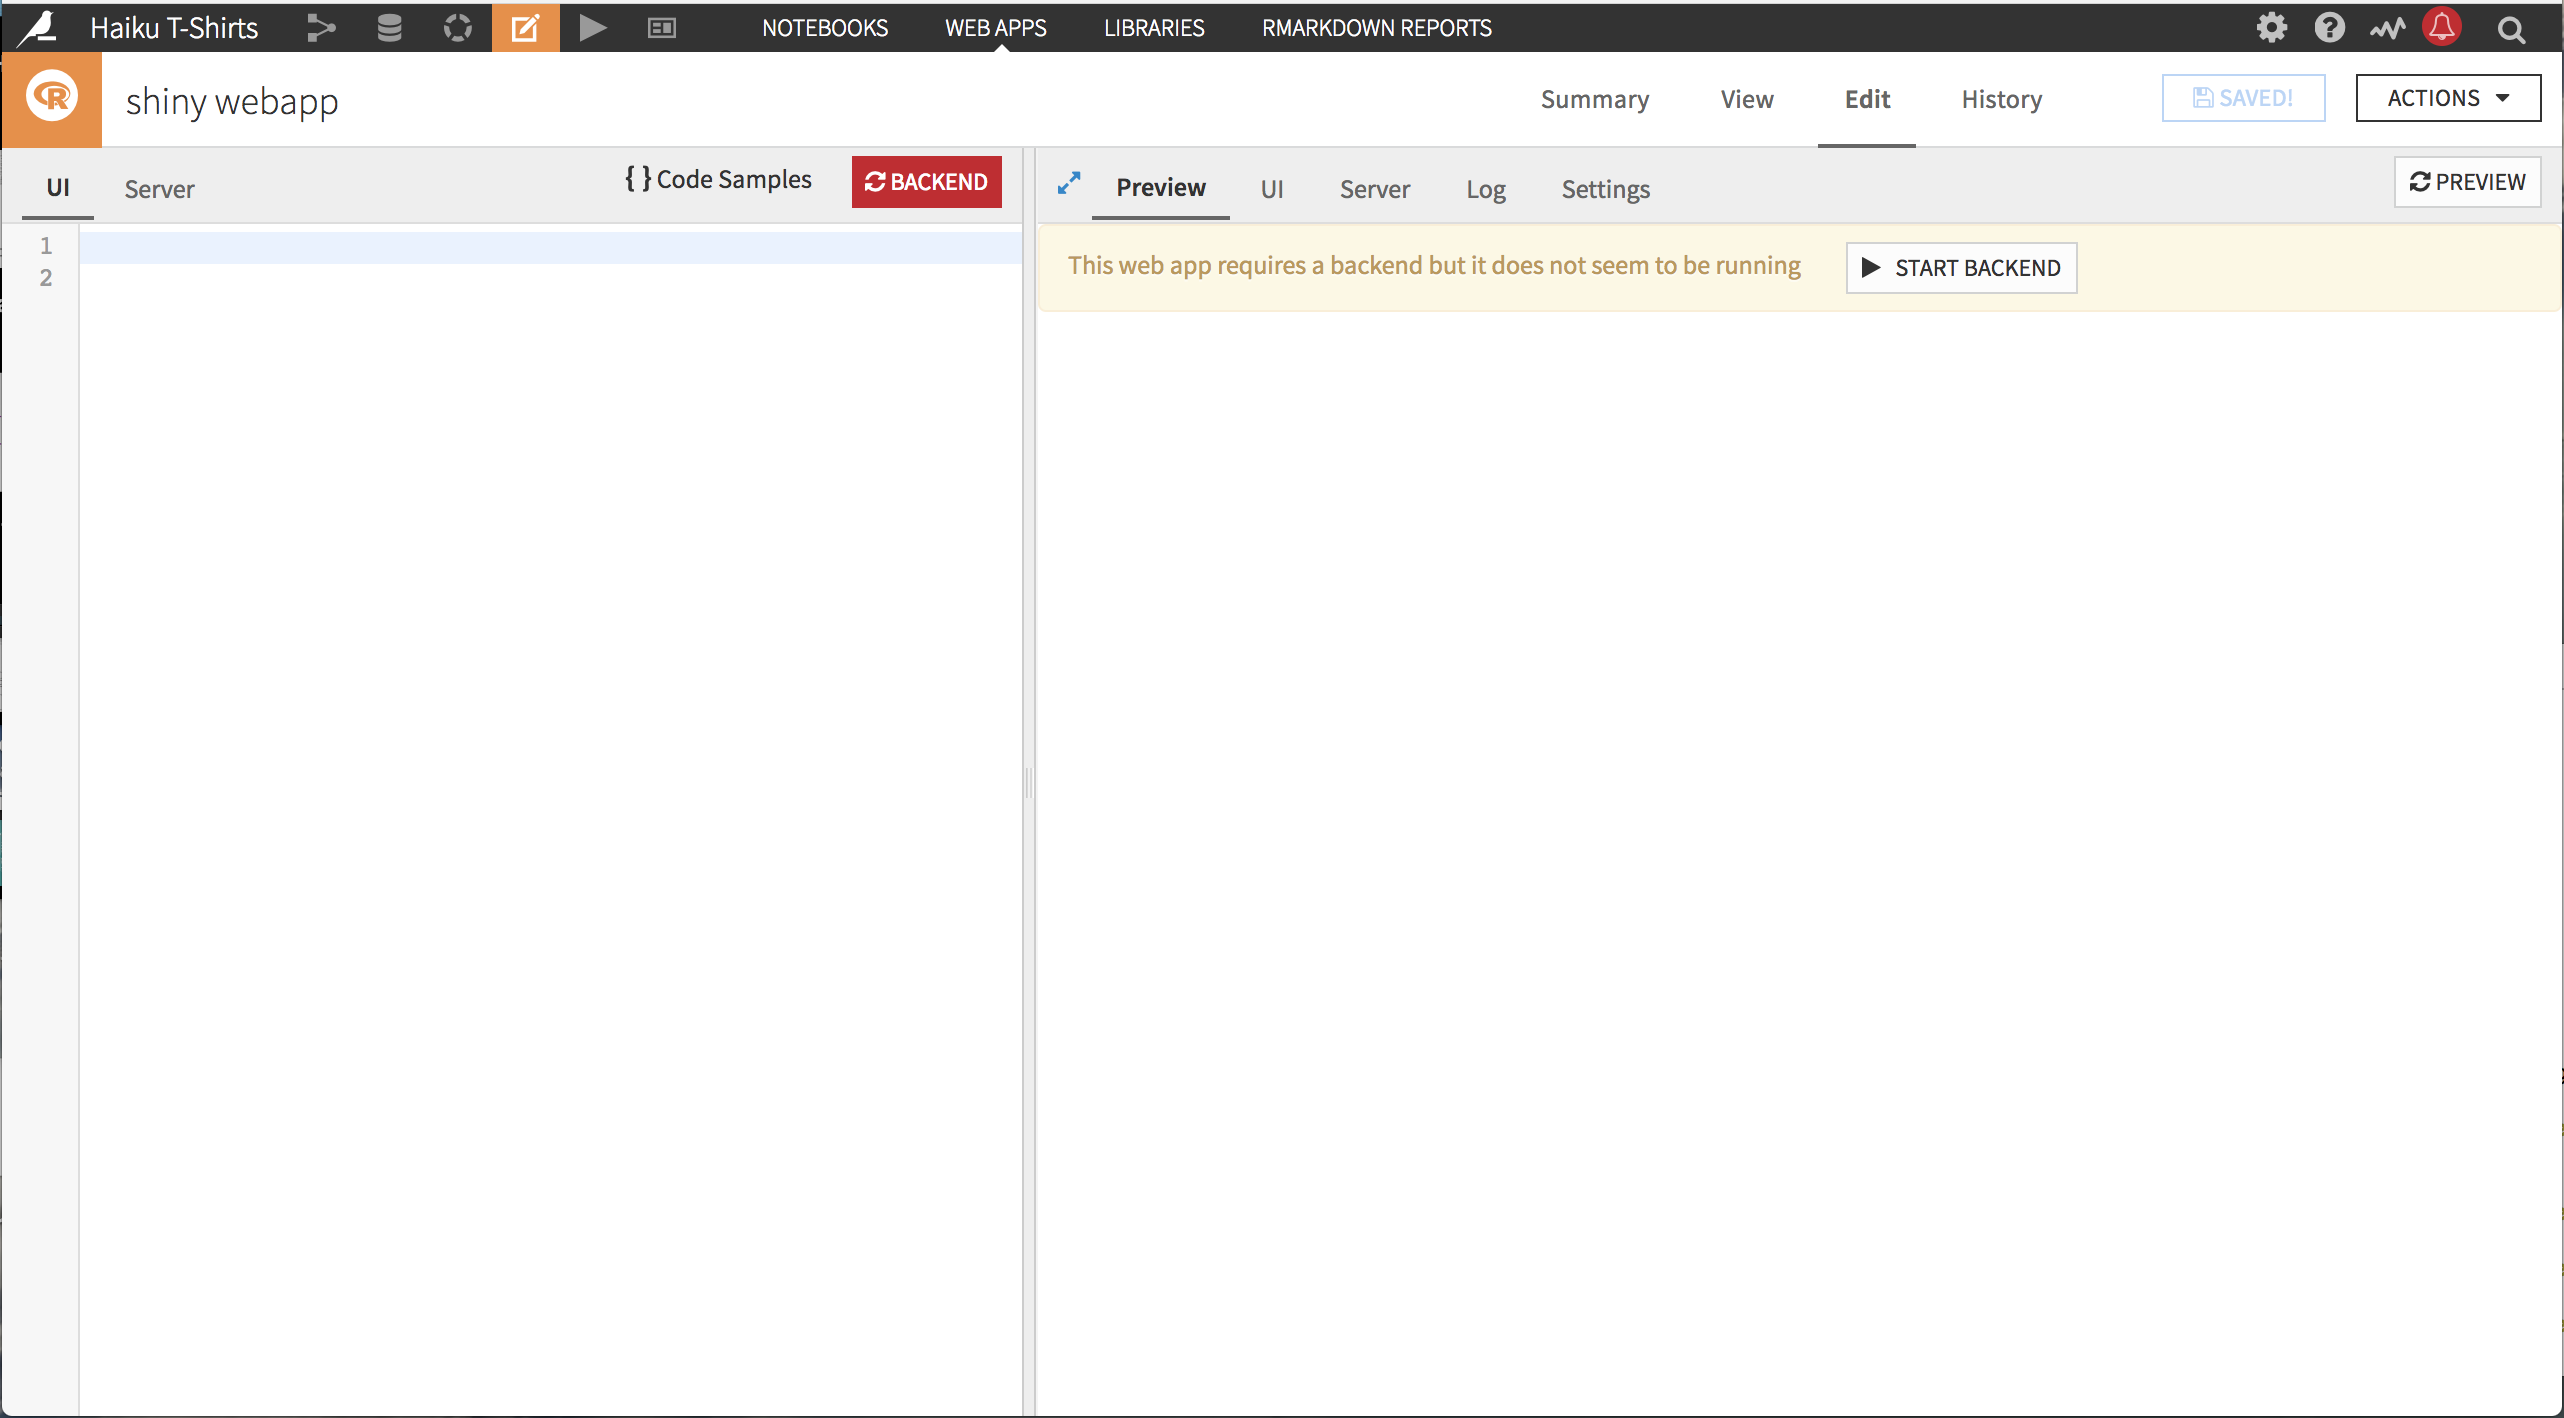 Haiku T-Shirts NOTEBOOKS WEB APPS LIBRARIES RMARKDOWN REPORTS
R shiny webapp Summary View Edit History SAVED! ACTIONS
UI Server { } Code Samples BACKEND Preview UI Server Log Settings PREVIEW
1
2
This web app requires a backend but it does not seem to be running START BACKEND